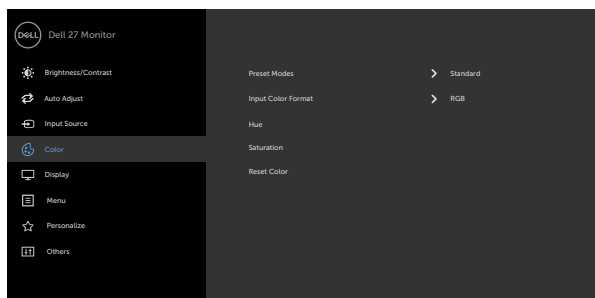 DELL Dell 27 Monitor
Brightness/Contrast
Auto Adjust
Input Source
Color
Display
Menu
Personalize
Others
Preset Modes Standard
Input Color Format RGB
Hue
Saturation
Reset Color